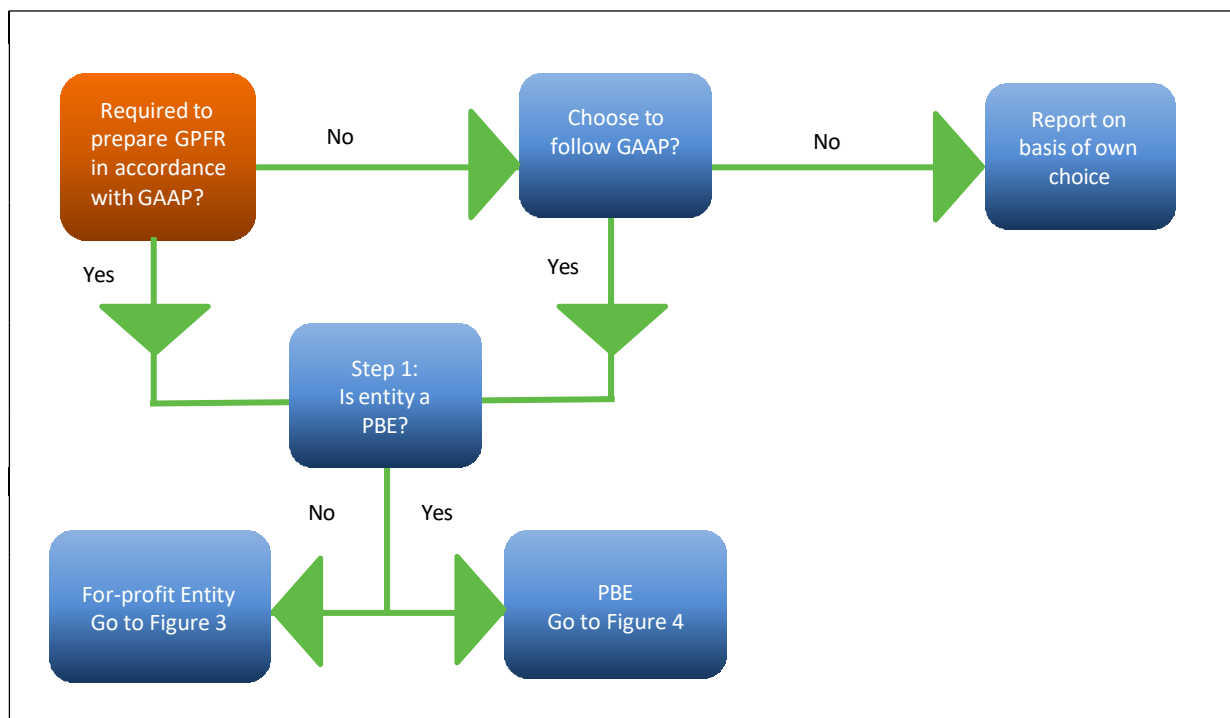 Required to
prepare GPFR
in accordance
with GAAP?
No
Choose to
follow GAAP?
No
Report on
basis of own
choice
Yes
Yes
Step 1:
Is entity a
PBE?
No
Yes
For-profit Entity
Go to Figure 3
PBE
Go to Figure 4